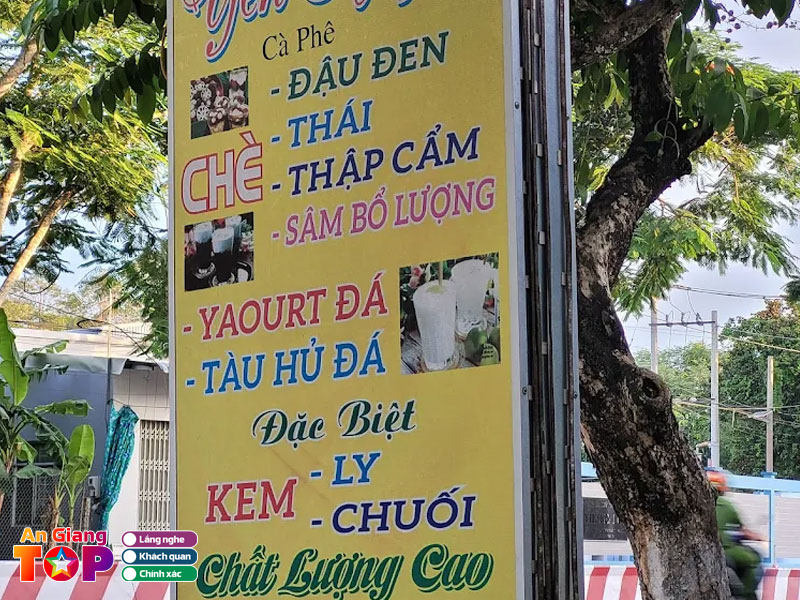 Cà Phê
- ĐẬU ĐEN
- THÁI
CHÈ
- THẬP CẨM
- SÂM BỔ LƯỢNG
- YAOURT ĐÁ
- TÀU HỦ ĐÁ
Đặc Biệt
KEM
- LY
- CHUỐI
Chất Lượng Cao
An Giang
TOP
Lắng nghe
Khách quan
Chính xác